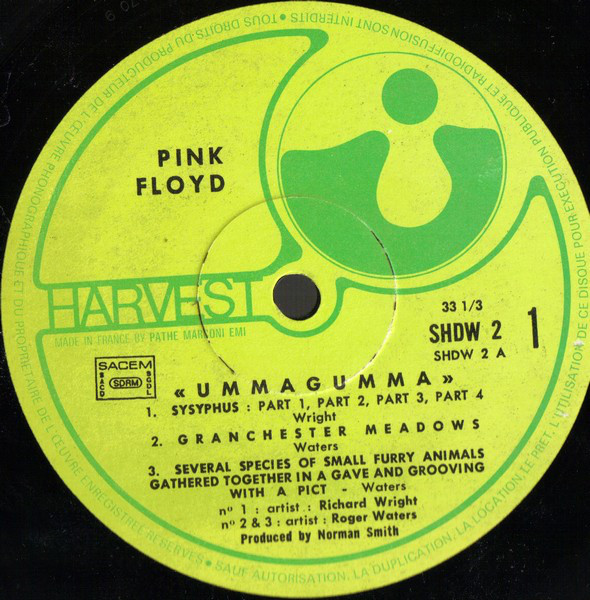 PINK
FLOYD
HARVEST
MADE IN FRANCE BY PATHE MARCONI EMI
33 1/3
SHDW 2
1
SHDW 2 A
SACEM
SACD
SDRM
SGDL
« UMMAGUMMA »
1. SYSYPHUS : PART 1, PART 2, PART 3, PART 4
Wright
2. GRANCHESTER MEADOWS
Waters
3. SEVERAL SPECIES OF SMALL FURRY ANIMALS
GATHERED TOGETHER IN A GAVE AND GROOVING
WITH A PICT - Waters
nº 1 : artist : Richard Wright
nº 2 & 3 : artist : Roger Waters
Produced by Norman Smith
• TOUS DROITS DU PRODUCTEUR DE L'ŒUVRE PHONOGRAPHIQUE ET DU PROPRIETAIRE DE L'ŒUVRE ENREGISTREE RESERVES • SAUF AUTORISATION, LA DUPLICATION, LA LOCATION, LE PRET, L'UTILISATION DE CE DISQUE POUR EXECUTION PUBLIQUE ET RADIODIFFUSION SONT INTERDITS